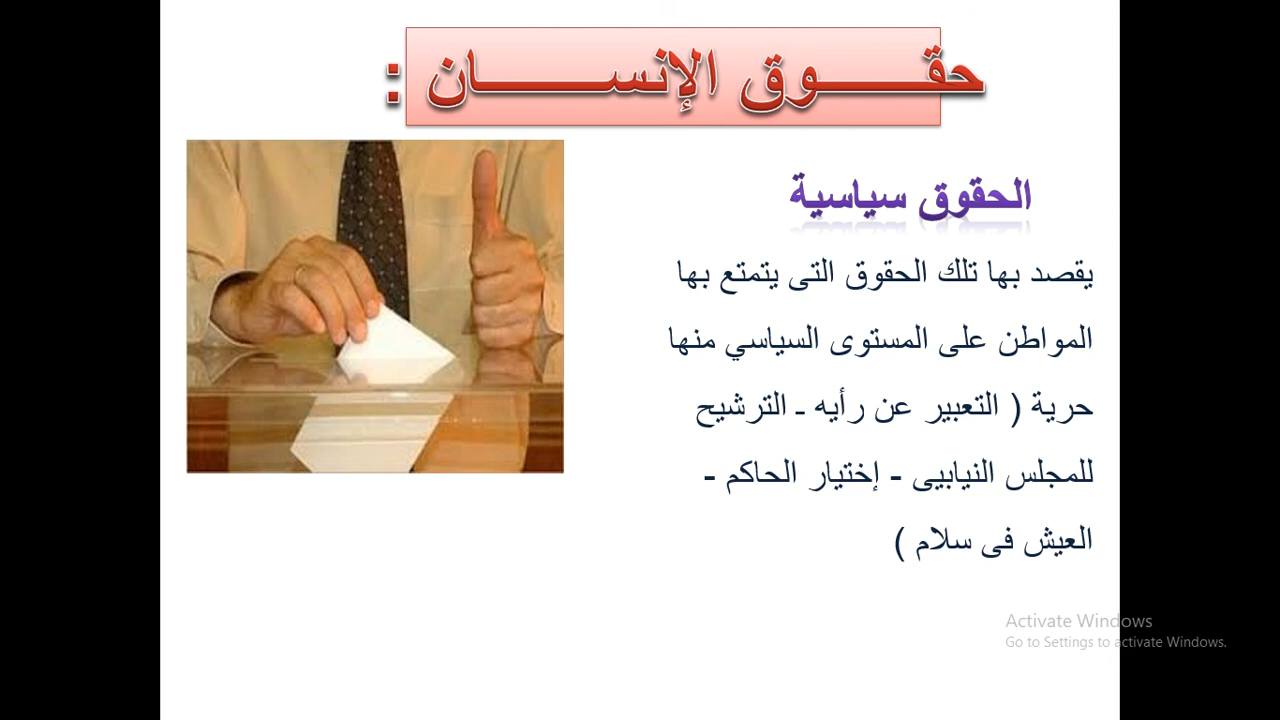 حقـــــوق الإنســـــــان :
الحقوق سياسية
يقصد بها تلك الحقوق التى يتمتع بها
المواطن على المستوى السياسي منها
حرية ( التعبير عن رأيه - الترشيح
للمجلس النيابيى - إختيار الحاكم -
العيش فى سلام )
Activate Windows
Go to Settings to activate Windows.